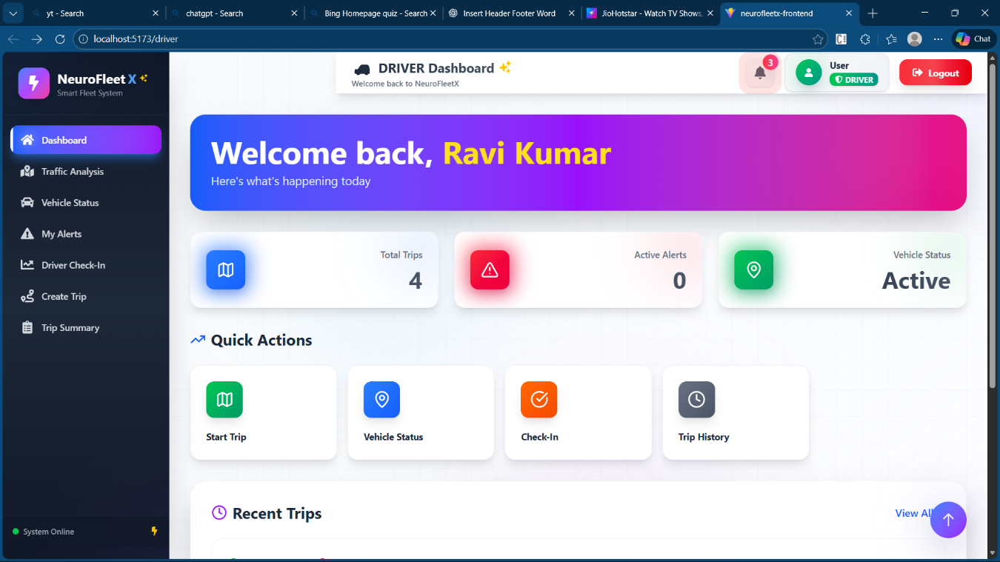 yt - Search
chatgpt - Search
Bing Homepage quiz - Search
Insert Header Footer Word
JioHotstar - Watch TV Shows,
neurofleetx-frontend
localhost:5173/driver
Chat
NeuroFleet X
Smart Fleet System
Dashboard
Traffic Analysis
Vehicle Status
My Alerts
Driver Check-In
Create Trip
Trip Summary
System Online
DRIVER Dashboard
Welcome back to NeuroFleetX
3
User
DRIVER
Logout
Welcome back, Ravi Kumar
Here's what's happening today
Total Trips
4
Active Alerts
0
Vehicle Status
Active
Quick Actions
Start Trip
Vehicle Status
Check-In
Trip History
Recent Trips
View All